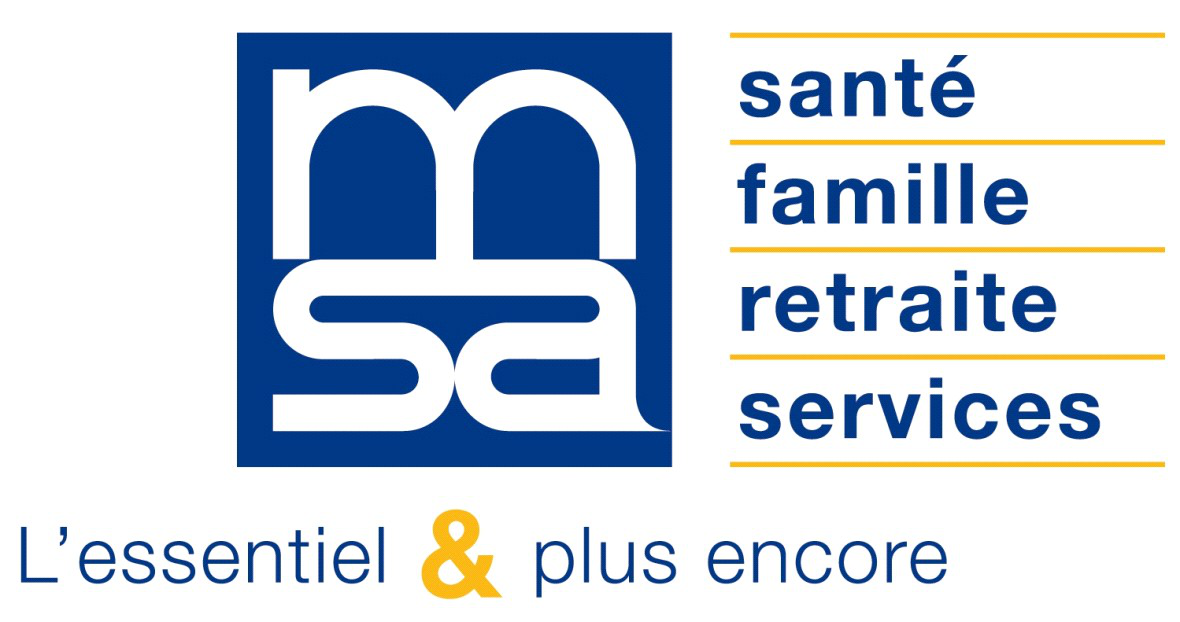 msa
santé
famille
retraite
services
L'essentiel & plus encore